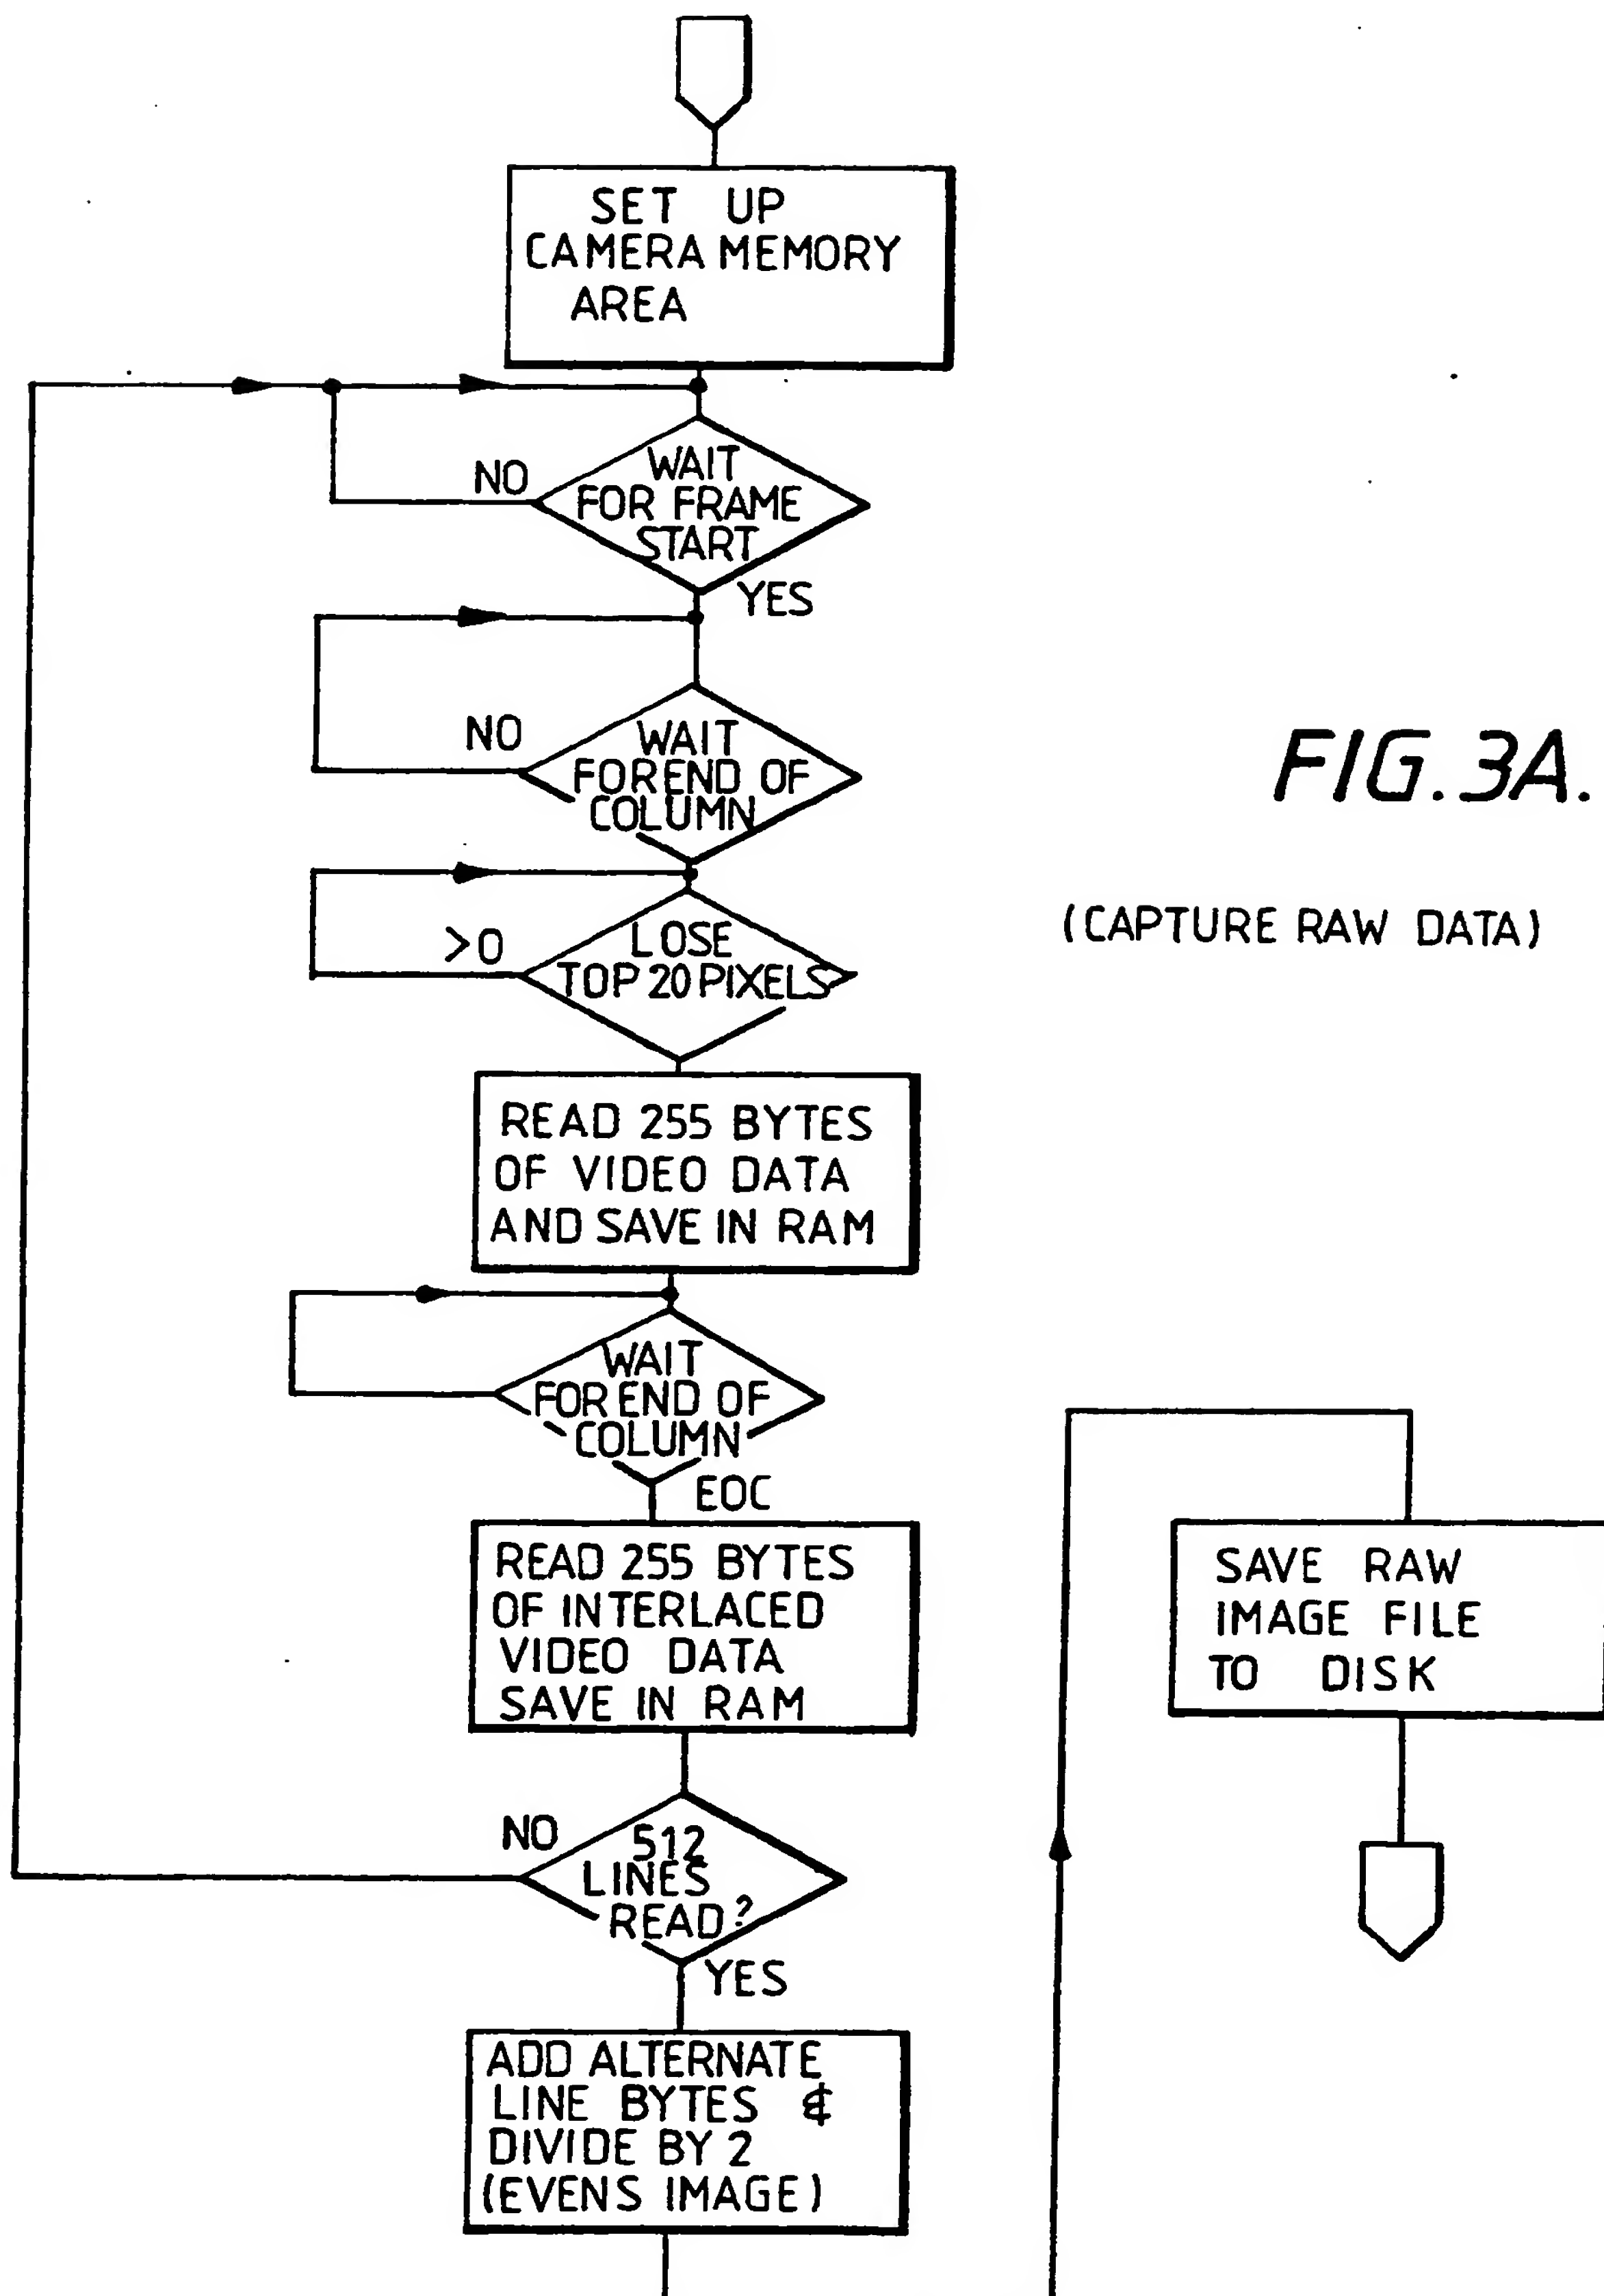 SET UP
CAMERA MEMORY
AREA
NO
WAIT
FOR FRAME
START
YES
NO
WAIT
FOR END OF
COLUMN
>0
LOSE
TOP 20 PIXELS
READ 255 BYTES
OF VIDEO DATA
AND SAVE IN RAM
WAIT
FOR END OF
COLUMN
EOC
READ 255 BYTES
OF INTERLACED
VIDEO DATA
SAVE IN RAM
NO
512
LINES
READ?
YES
ADD ALTERNATE
LINE BYTES &
DIVIDE BY 2
(EVENS IMAGE)
FIG. 3A.
(CAPTURE RAW DATA)
SAVE RAW
IMAGE FILE
TO DISK